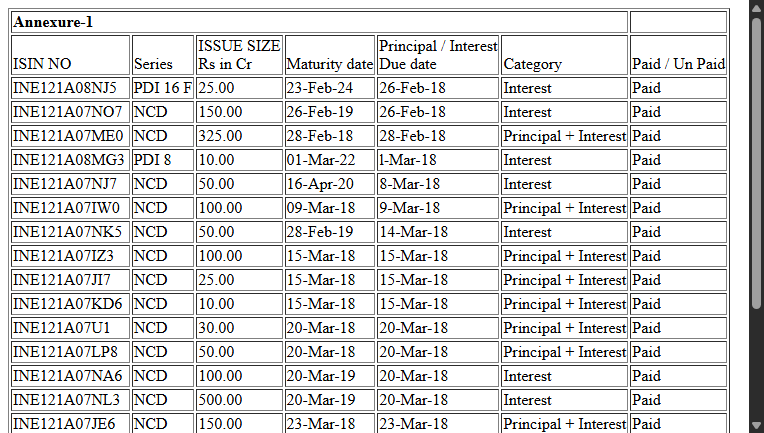 Annexure-1
ISIN NO Series ISSUE SIZE Rs in Cr Maturity date Principal / Interest Due date Category Paid / Un Paid
INE121A08NJ5 PDI 16 F 25.00 23-Feb-24 26-Feb-18 Interest Paid
INE121A07NO7 NCD 150.00 26-Feb-19 26-Feb-18 Interest Paid
INE121A07ME0 NCD 325.00 28-Feb-18 28-Feb-18 Principal + Interest Paid
INE121A08MG3 PDI 8 10.00 01-Mar-22 l-Mar-18 Interest Paid
INE121A07NJ7 NCD 50.00 16-Apr-20 8-Mar-18 Interest Paid
INE121A07IW0 NCD 100.00 09-Mar-18 9-Mar-18 Principal + Interest Paid
INE121A07NK5 NCD 50.00 28-Feb-19 14-Mar-18 Interest Paid
INE121A07IZ3 NCD 100.00 15-Mar-18 15-Mar-18 Principal + Interest Paid
INE121A07JI7 NCD 25.00 15-Mar-18 15-Mar-18 Principal + Interest Paid
INE121A07KD6 NCD 10.00 15-Mar-18 15-Mar-18 Principal + Interest Paid
INE121A07U1 NCD 30.00 20-Mar-18 20-Mar-18 Principal + Interest Paid
INE121A07LP8 NCD 50.00 20-Mar-18 20-Mar-18 Principal + Interest Paid
INE121A07NA6 NCD 100.00 20-Mar-19 20-Mar-18 Interest Paid
INE121A07NL3 NCD 500.00 20-Mar-19 20-Mar-18 Interest Paid
INE121A07JE6 NCD 150.00 23-Mar-18 23-Mar-18 Principal + Interest Paid